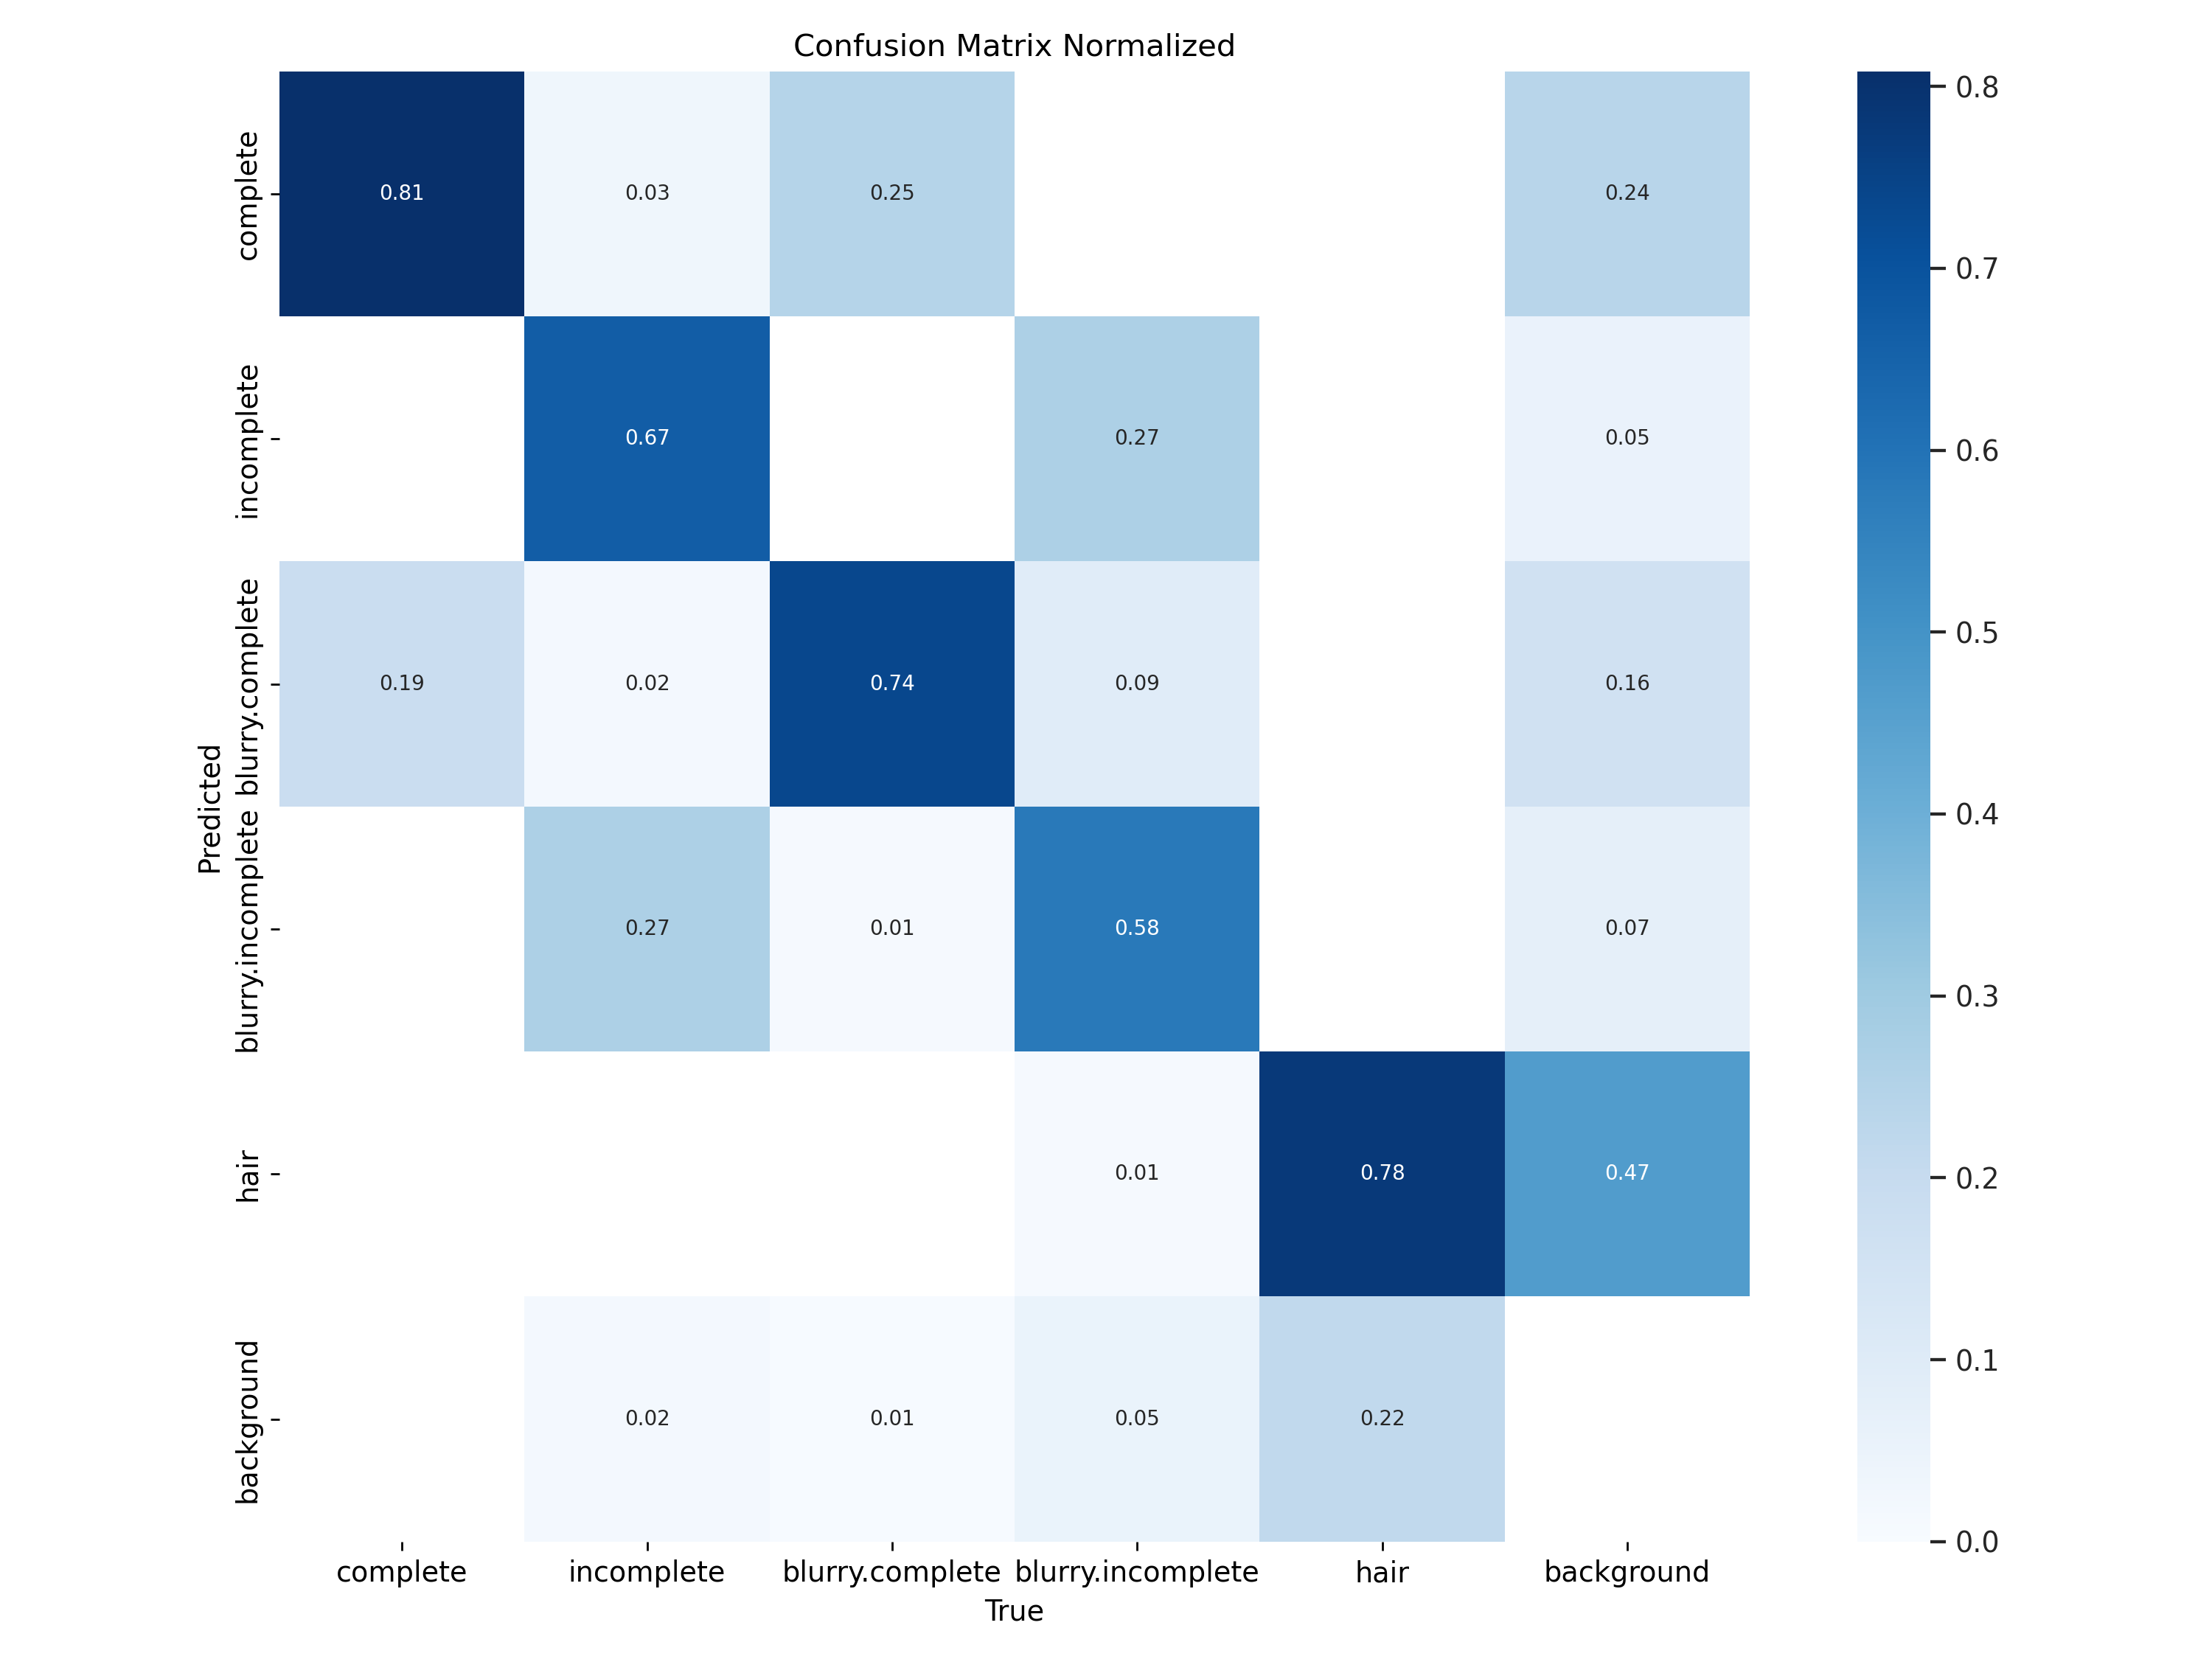 Confusion Matrix Normalized
complete
0.81
0.03
0.25
0.24
incomplete
0.67
0.27
0.05
blurry.complete
0.19
0.02
0.74
0.09
0.16
blurry.incomplete
0.27
0.01
0.58
0.07
hair
0.01
0.78
0.47
background
0.02
0.01
0.05
0.22
Predicted
complete
incomplete
blurry.complete
blurry.incomplete
hair
background
True
0.8
0.7
0.6
0.5
0.4
0.3
0.2
0.1
0.0